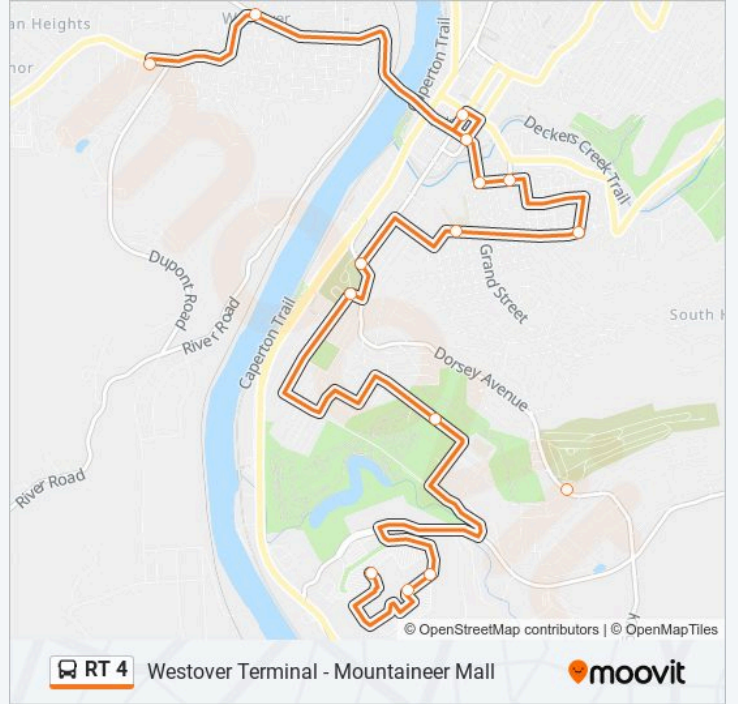 an Heights
W
ver
nor
Caperton Trail
Deckers Creek Trail
Grand Street
Dupont Road
River Road
Caperton Trail
South H
Dorsey Avenue
River Road
k
© OpenStreetMap contributors | © OpenMapTiles
RT 4 Westover Terminal - Mountaineer Mall moovit